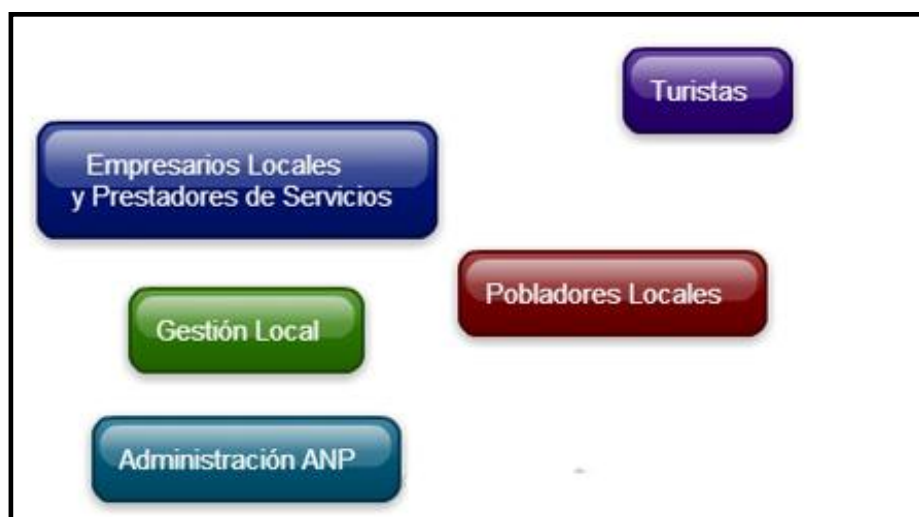 Turistas
Empresarios Locales
y Prestadores de Servicios
Pobladores Locales
Gestión Local
Administración ANP